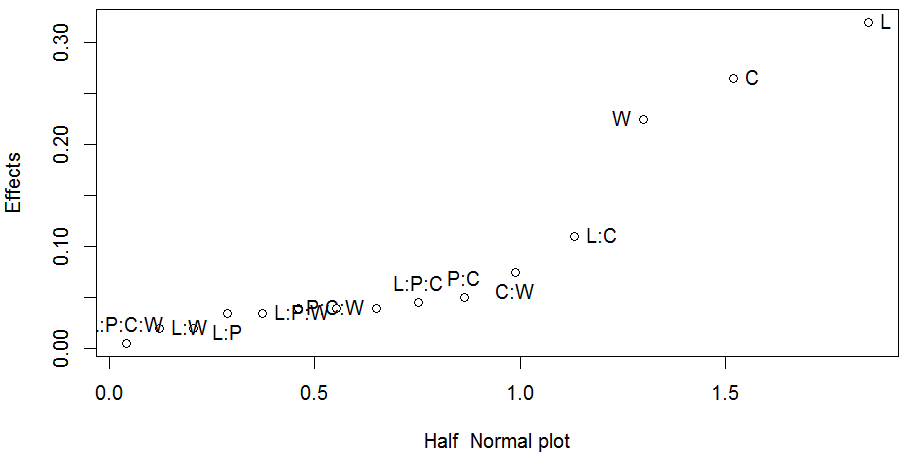 L
C
W
L:C
P:C
L:P:C
C:W
:P:C:W
L:W
L:P
L:P:W
P:C:W
0.30
0.20
0.10
0.00
Effects
0.0 0.5 1.0 1.5
Half Normal plot